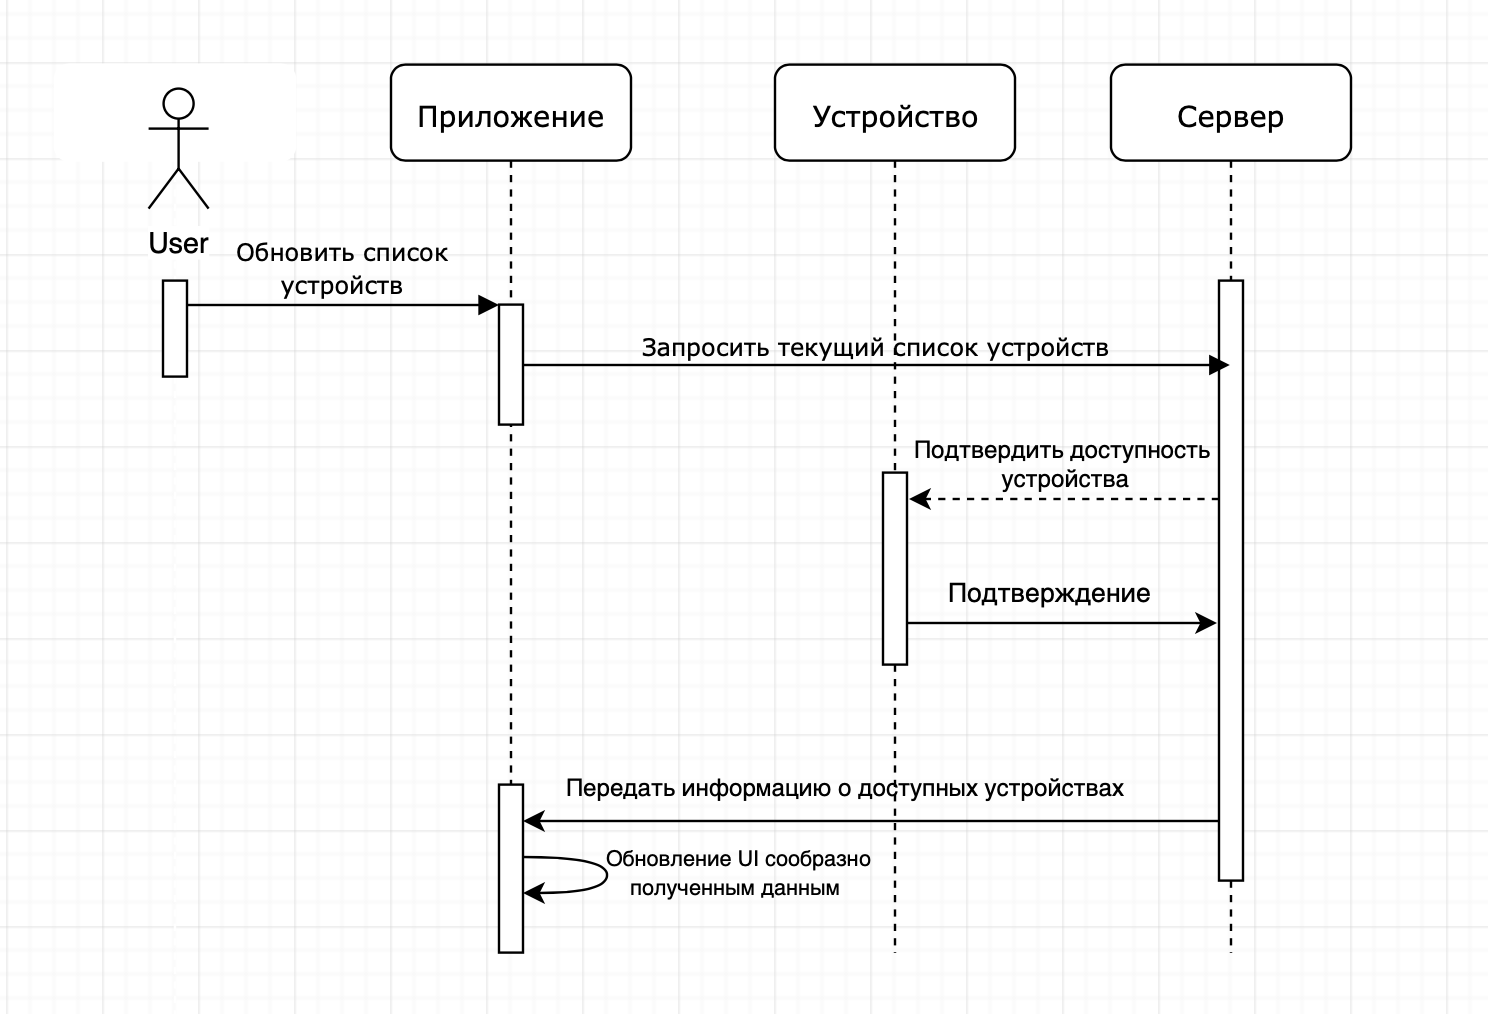 Приложение
Устройство
Сервер
User
Обновить список
устройств
Запросить текущий список устройств
Подтвердить доступность
устройства
Подтверждение
Передать информацию о доступных устройствах
Обновление UI сообразно
полученным данным